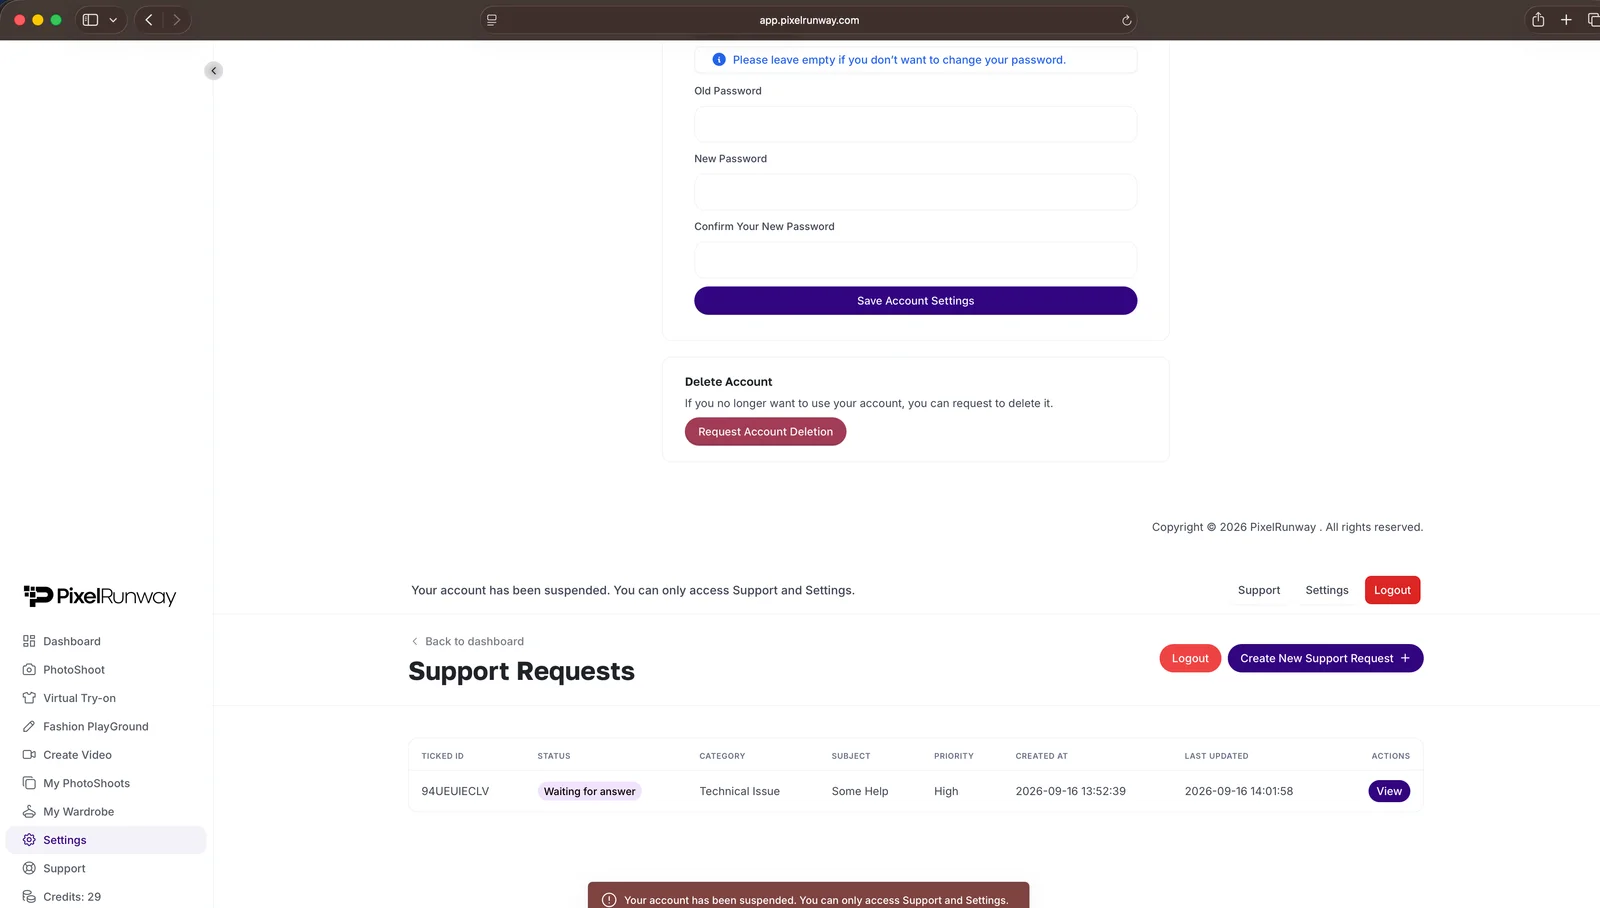 app.pixelrunway.com
Please leave empty if you don't want to change your password.
Old Password
New Password
Confirm Your New Password
Save Account Settings
Delete Account
If you no longer want to use your account, you can request to delete it.
Request Account Deletion
Copyright © 2026 PixelRunway . All rights reserved.
PixelRunway
Dashboard
PhotoShoot
Virtual Try-on
Fashion PlayGround
Create Video
My PhotoShoots
My Wardrobe
Settings
Support
Credits: 29
Your account has been suspended. You can only access Support and Settings.
Support Settings Logout
Back to dashboard
Support Requests
Logout Create New Support Request +
TICKED ID STATUS CATEGORY SUBJECT PRIORITY CREATED AT LAST UPDATED ACTIONS
94UEUIECLV Waiting for answer Technical Issue Some Help High 2026-09-16 13:52:39 2026-09-16 14:01:58 View
Your account has been suspended. You can only access Support and Settings.